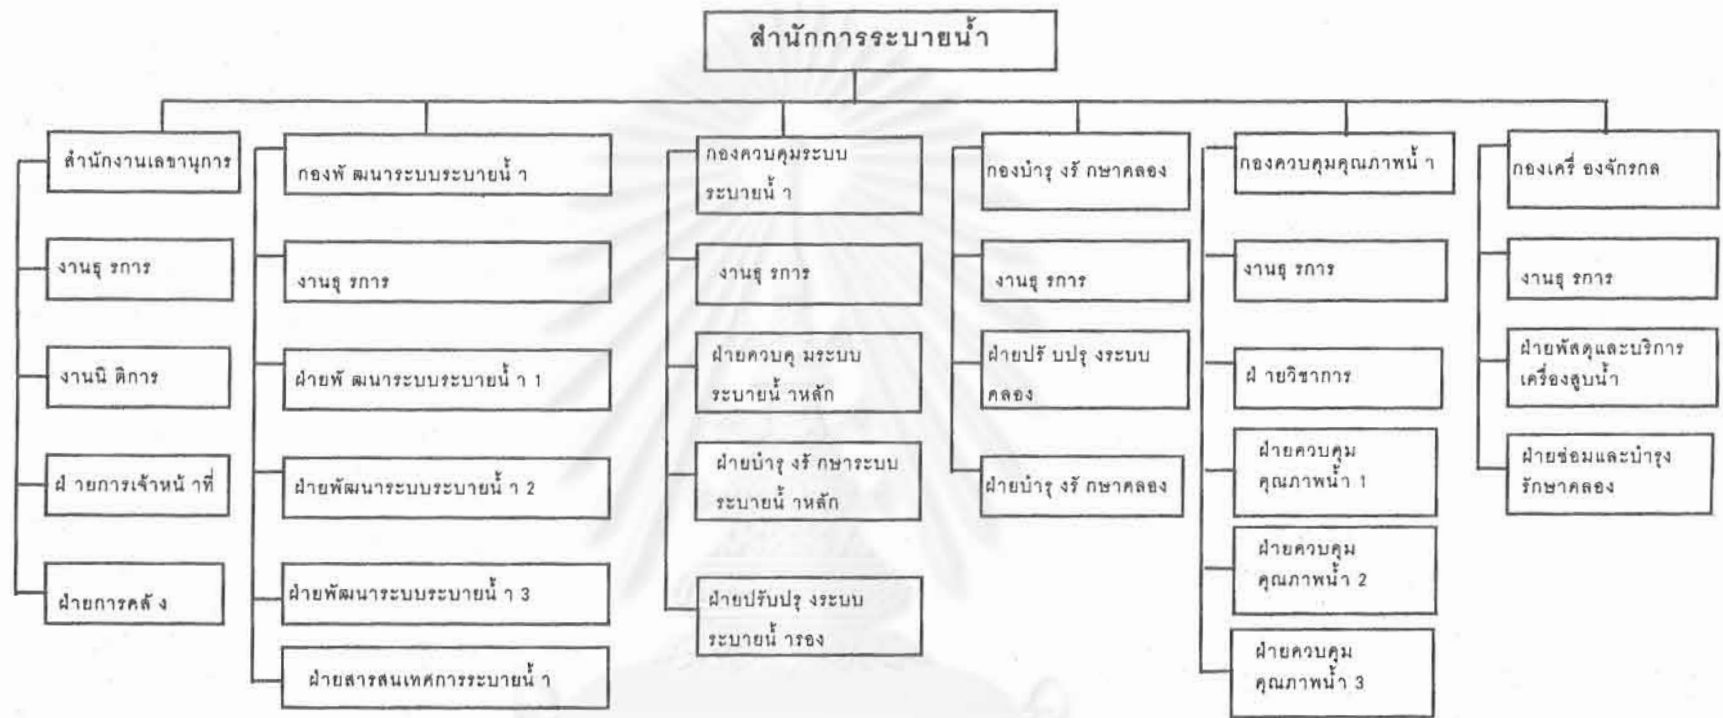 สำนักการระบายน้ำ
สำนักงานเลขานุการ
งานธุรการ
งานนิติการ
ฝ่ายการเจ้าหน้าที่
ฝ่ายการคลัง
กองพัฒนาระบบระบายน้ำ
งานธุรการ
ฝ่ายพัฒนาระบบระบายน้ำ 1
ฝ่ายพัฒนาระบบระบายน้ำ 2
ฝ่ายพัฒนาระบบระบายน้ำ 3
ฝ่ายสารสนเทศการระบายน้ำ
กองควบคุมระบบ
ระบายน้ำ
งานธุรการ
ฝ่ายควบคุมระบบ
ระบายน้ำหลัก
ฝ่ายบำรุงรักษาระบบ
ระบายน้ำหลัก
ฝ่ายปรับปรุงระบบ
ระบายน้ำรอง
กองบำรุงรักษาคลอง
งานธุรการ
ฝ่ายปรับปรุงระบบ
คลอง
ฝ่ายบำรุงรักษาคลอง
กองควบคุมคุณภาพน้ำ
งานธุรการ
ฝ่ายวิชาการ
ฝ่ายควบคุม
คุณภาพน้ำ 1
ฝ่ายควบคุม
คุณภาพน้ำ 2
ฝ่ายควบคุม
คุณภาพน้ำ 3
กองเครื่องจักรกล
งานธุรการ
ฝ่ายพัสดุและบริการ
เครื่องสูบน้ำ
ฝ่ายซ่อมและบำรุง
รักษาคลอง